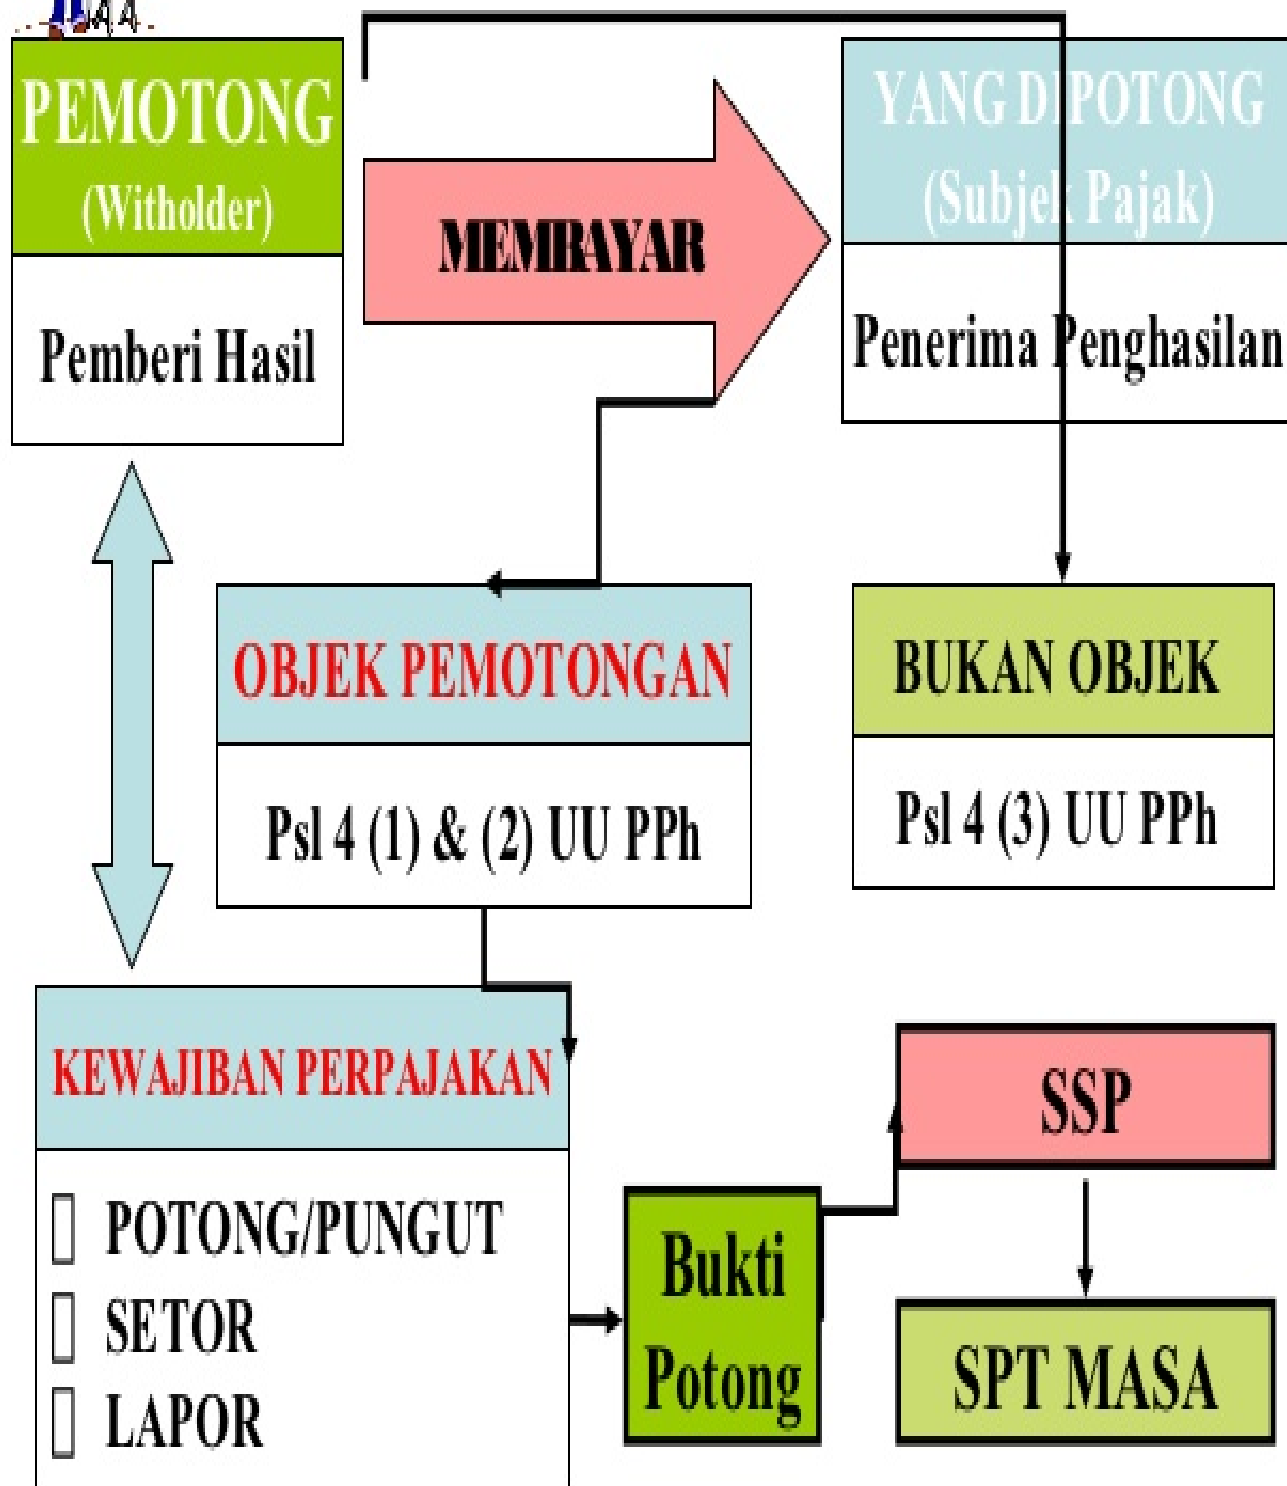 PEMOTONG
(Witholder)
Pemberi Hasil
MEMBAYAR
YANG DIPOTONG
(Subjek Pajak)
Penerima Penghasilan
OBJEK PEMOTONGAN
Psl 4 (1) & (2) UU PPh
BUKAN OBJEK
Psl 4 (3) UU PPh
KEWAJIBAN PERPAJAKAN
POTONG/PUNGUT
SETOR
LAPOR
Bukti
Potong
SSP
SPT MASA